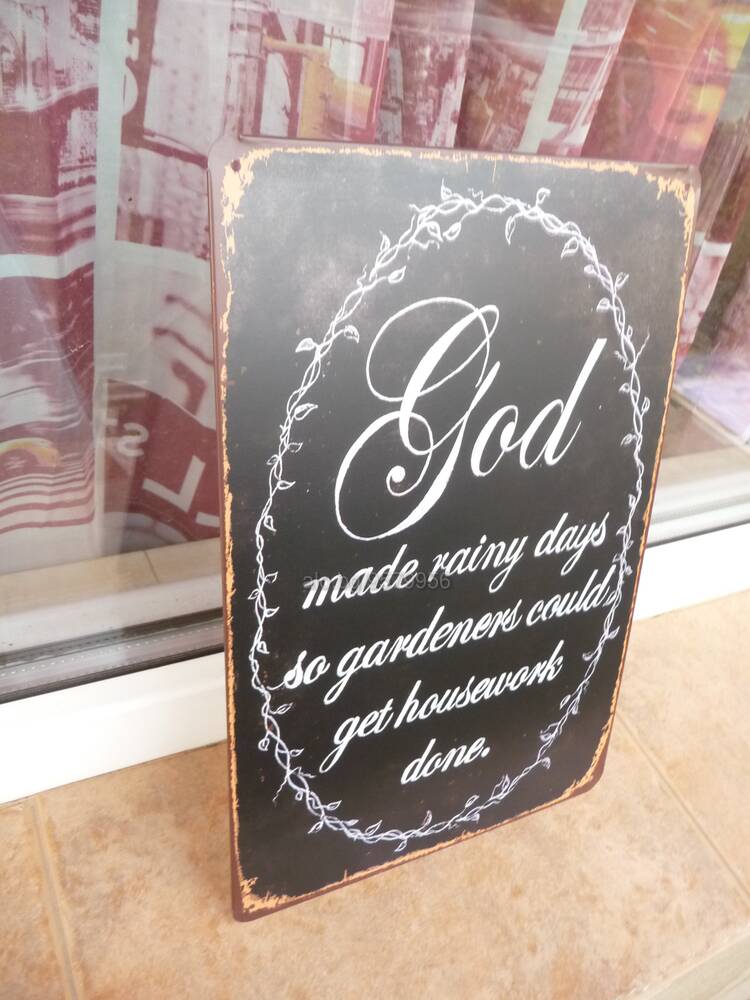 God
made rainy days
so gardeners could
get housework
done.